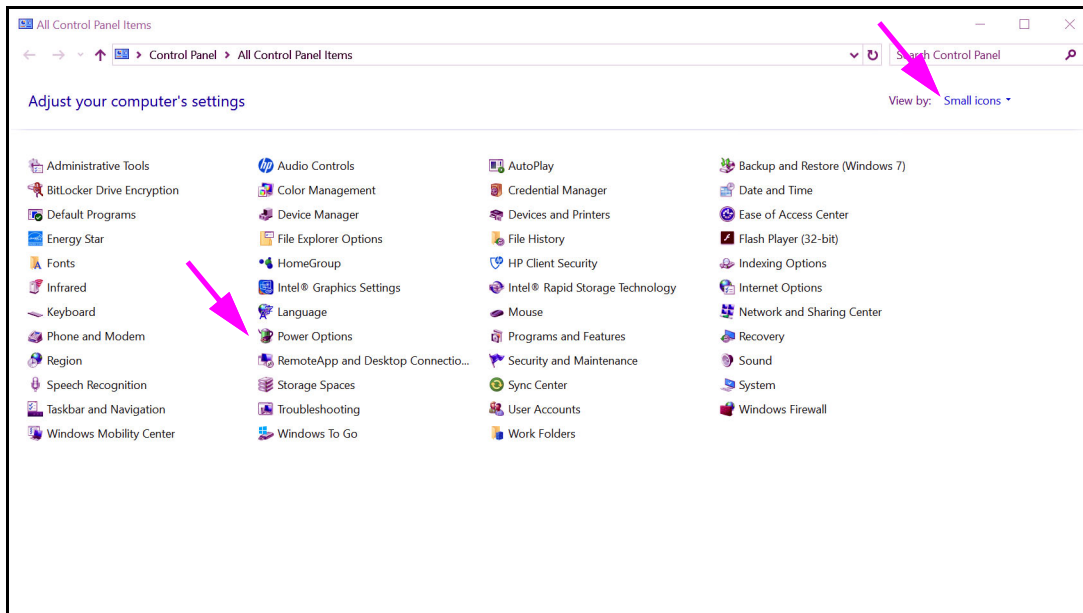 All Control Panel Items
Control Panel > All Control Panel Items
Search Control Panel
Adjust your computer's settings
View by: Small icons
Administrative Tools
Audio Controls
AutoPlay
Backup and Restore (Windows 7)
BitLocker Drive Encryption
Color Management
Credential Manager
Date and Time
Default Programs
Device Manager
Devices and Printers
Ease of Access Center
Energy Star
File Explorer Options
File History
Flash Player (32-bit)
Fonts
HomeGroup
HP Client Security
Indexing Options
Infrared
Intel® Graphics Settings
Intel® Rapid Storage Technology
Internet Options
Keyboard
Language
Mouse
Network and Sharing Center
Phone and Modem
Power Options
Programs and Features
Recovery
Region
RemoteApp and Desktop Connectio...
Security and Maintenance
Sound
Speech Recognition
Storage Spaces
Sync Center
System
Taskbar and Navigation
Troubleshooting
User Accounts
Windows Firewall
Windows Mobility Center
Windows To Go
Work Folders